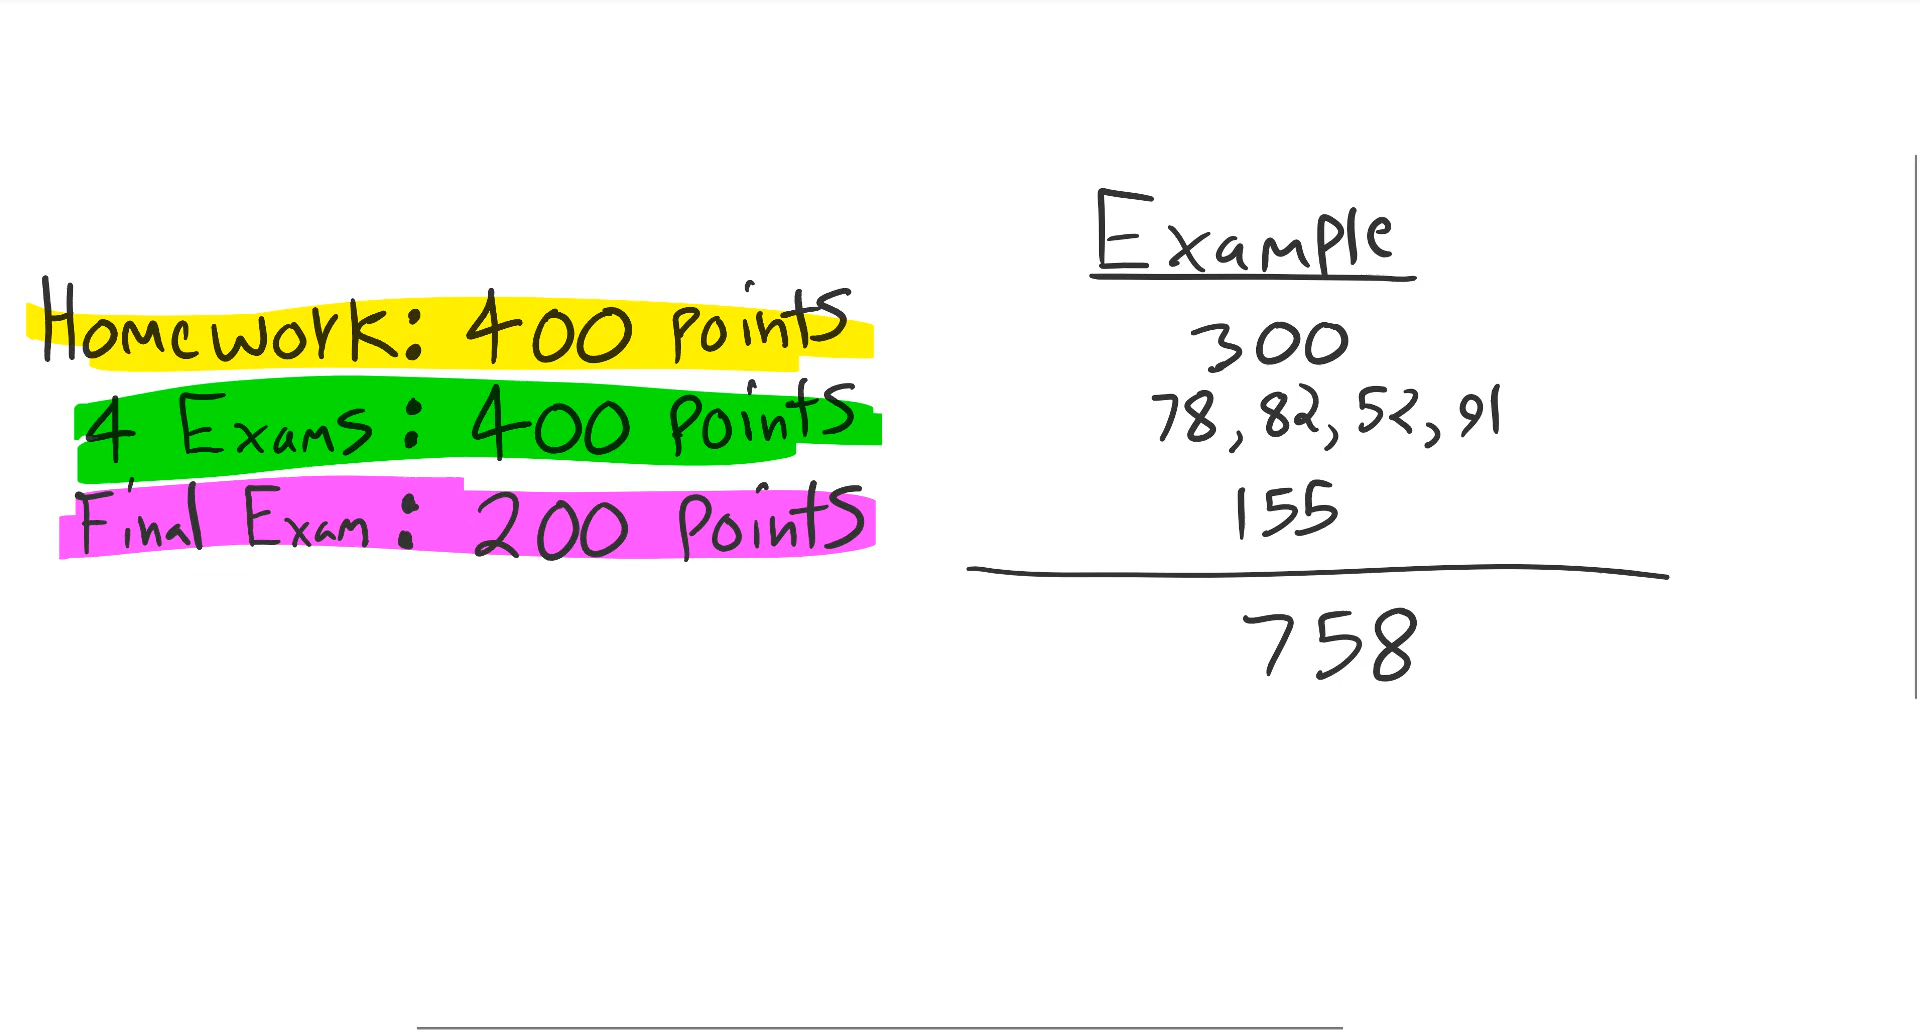 Example
Homework: 400 points 300
4 Exams: 400 points 78, 82, 52, 91
Final Exam: 200 points 155
758